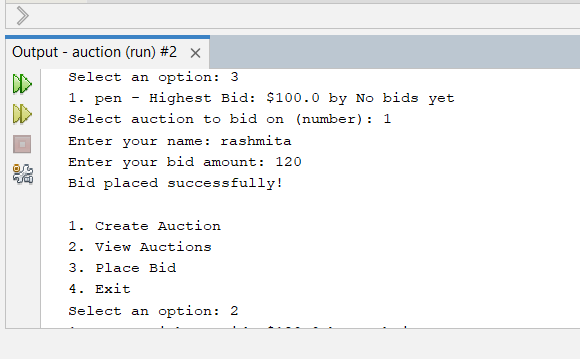 Output - auction (run) #2
Select an option: 3
1. pen - Highest Bid: $100.0 by No bids yet
Select auction to bid on (number): 1
Enter your name: rashmita
Enter your bid amount: 120
Bid placed successfully!
1. Create Auction
2. View Auctions
3. Place Bid
4. Exit
Select an option: 2